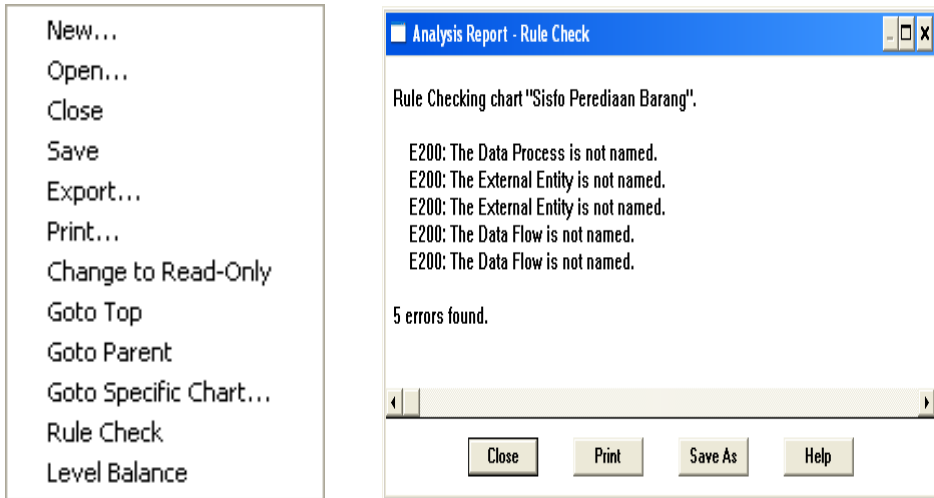 New...
Open...
Close
Save
Export...
Print...
Change to Read-Only
Goto Top
Goto Parent
Goto Specific Chart...
Rule Check
Level Balance
Analysis Report - Rule Check
Rule Checking chart "Sisfo Perediaan Barang".
E200: The Data Process is not named.
E200: The External Entity is not named.
E200: The External Entity is not named.
E200: The Data Flow is not named.
E200: The Data Flow is not named.
5 errors found.
Close Print Save As Help